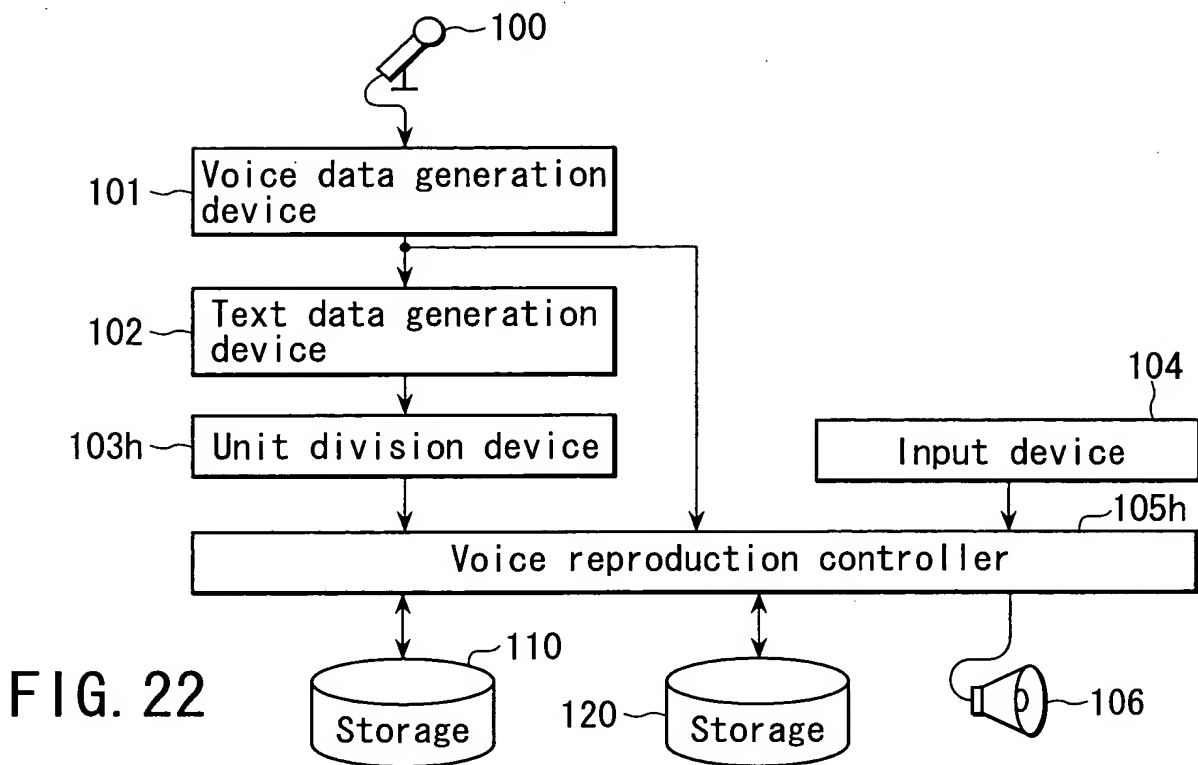 100
101
Voice data generation
device
102
Text data generation
device
104
103h
Unit division device
Input device
105h
Voice reproduction controller
110
FIG. 22
Storage
120
Storage
106